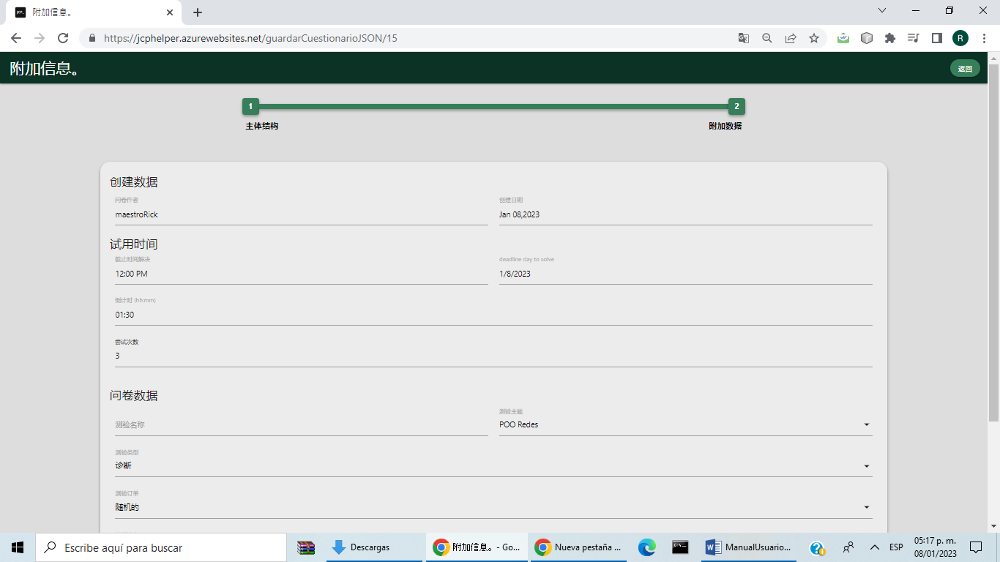 附加信息。
https://jcphelper.azurewebsites.net/guardarCuestionarioJSON/15
R
附加信息。
返回
1
2
主体结构
附加数据
创建数据
问卷作者
创建日期
maestroRick
Jan 08,2023
试用时间
截止时间解决
deadline day to solve
12:00 PM
1/8/2023
倒计时 (hh:mm)
01:30
尝试次数
3
问卷数据
测验主题
测验名称
POO Redes
测验类型
诊断
测验订单
随机的
Escribe aquí para buscar
Descargas
附加信息。 - Go...
Nueva pestaña ...
ManualUsuario...
ESP
05:17 p. m.
08/01/2023